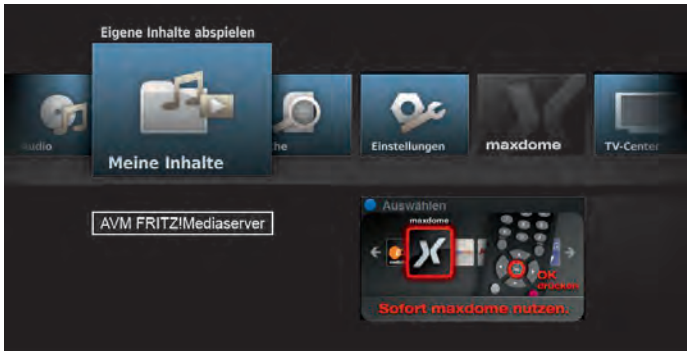 Eigene Inhalte abspielen
Audio
Meine Inhalte
che
Einstellungen
maxdome
TV-Center
AVM FRITZ!Mediaserver
Auswählen
maxdome
OK
drücken
Sofort maxdome nutzen.